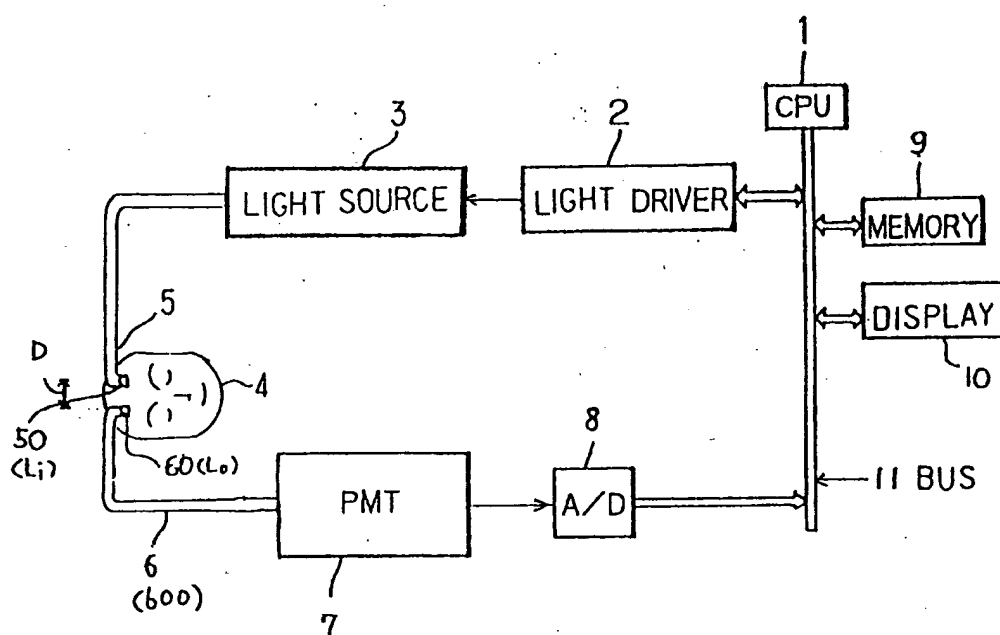 1
CPU
3
2
9
LIGHT SOURCE
LIGHT DRIVER
MEMORY
5
DISPLAY
D
4
10
50
(Li)
60(Lo)
8
PMT
A/D
11 BUS
6
(600)
7